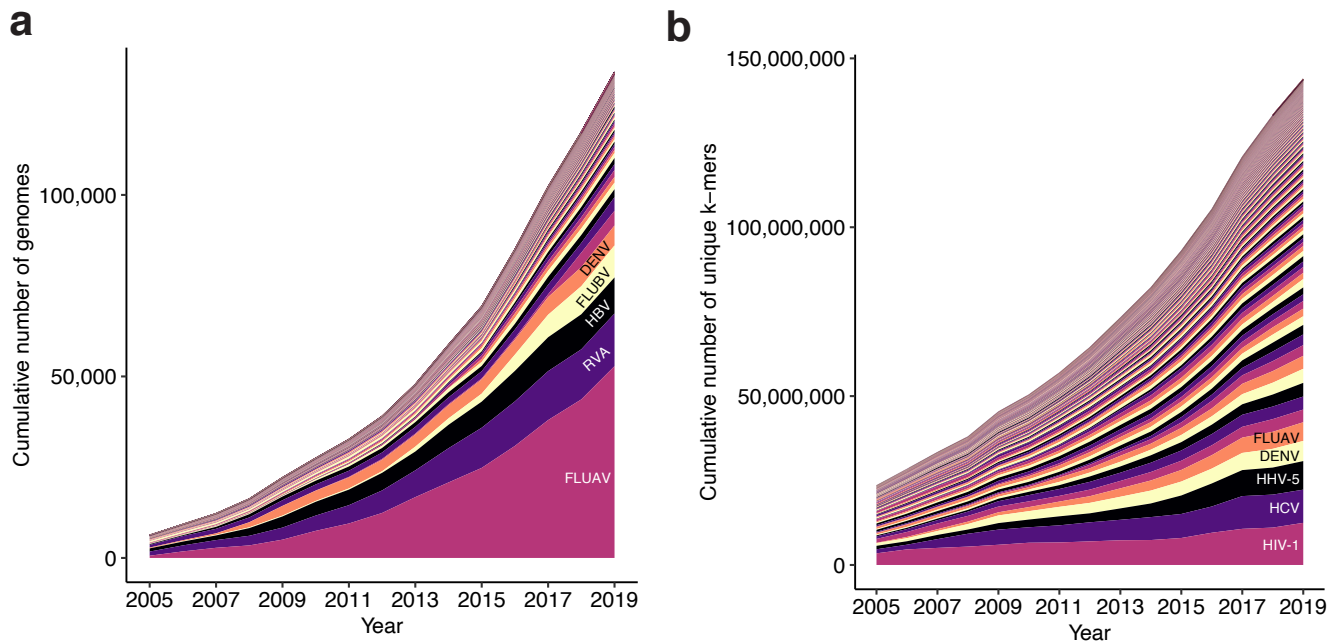 a
Cumulative number of genomes
100,000
50,000
0
DENV
FLUBV
HBV
RVA
FLUAV
2005 2007 2009 2011 2013 2015 2017 2019
Year
b
Cumulative number of unique k−mers
150,000,000
100,000,000
50,000,000
0
FLUAV
DENV
HHV-5
HCV
HIV-1
2005 2007 2009 2011 2013 2015 2017 2019
Year